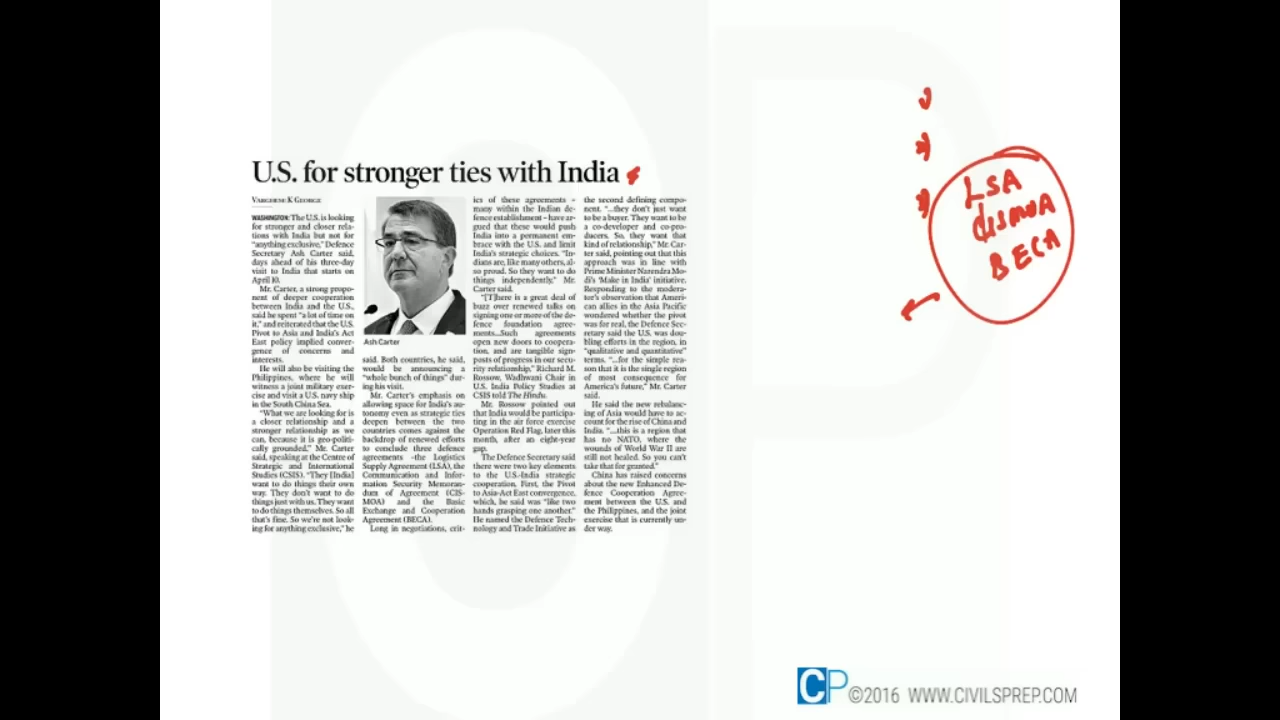 U.S. for stronger ties with India
VARGHESE K GEORGE
WASHINGTON: The U.S. is looking
for stronger and closer rela-
tions with India but not for
“anything exclusive,” Defence
Secretary Ash Carter said,
days ahead of his three-day
visit to India that starts on
April 10.
Mr. Carter, a strong propo-
nent of deeper cooperation
between India and the U.S.,
said he spent “a lot of time on
it,” and reiterated that the U.S.
Pivot to Asia and India’s Act
East policy implied conver-
gence of concerns and
interests.
He will also be visiting the
Philippines, where he will
witness a joint military exer-
cise and visit a U.S. navy ship
in the South China Sea.
“What we are looking for is
a closer relationship and a
stronger relationship as we
can, because it is geo-politi-
cally grounded,” Mr. Carter
said, speaking at the Centre of
Strategic and International
Studies (CSIS). “They [India]
want to do things their own
way. They don’t want to do
things just with us. They want
to do things themselves. So all
that’s fine. So we’re not look-
ing for anything exclusive,” he
Ash Carter
said. Both countries, he said,
would be announcing a
“whole bunch of things” dur-
ing his visit.
Mr. Carter’s emphasis on
allowing space for India’s au-
tonomy even as strategic ties
deepen between the two
countries comes against the
backdrop of renewed efforts
to conclude three defence
agreements -the Logistics
Supply Agreement (LSA), the
Communication and Infor-
mation Security Memoran-
dum of Agreement (CIS-
MOA) and the Basic
Exchange and Cooperation
Agreement (BECA).
Long in negotiations, crit-
ics of these agreements –
many within the Indian de-
fence establishment – have ar-
gued that these would push
India into a permanent em-
brace with the U.S. and limit
India’s strategic choices. “In-
dians are, like many others, al-
so proud. So they want to do
things independently,” Mr.
Carter said.
“[T]here is a great deal of
buzz over renewed talks on
signing one or more of the de-
fence foundation agree-
ments...Such agreements
open new doors to coopera-
tion, and are tangible sign-
posts of progress in our secu-
rity relationship,” Richard M.
Rossow, Wadhwani Chair in
U.S. India Policy Studies at
CSIS told The Hindu.
Mr. Rossow pointed out
that India would be participa-
ting in the air force exercise
Operation Red Flag, later this
month, after an eight-year
gap.
The Defence Secretary said
there were two key elements
to the U.S.-India strategic
cooperation. First, the Pivot
to Asia-Act East convergence,
which, he said was “like two
hands grasping one another.”
He named the Defence Tech-
nology and Trade Initiative as
the second defining compo-
nent. “...they don’t just want
to be a buyer. They want to be
a co-developer and co-pro-
ducers. So, they want that
kind of relationship,” Mr. Car-
ter said, pointing out that this
approach was in line with
Prime Minister Narendra Mo-
di’s ‘Make in India’ initiative.
Responding to the modera-
tor’s observation that Ameri-
can allies in the Asia Pacific
wondered whether the pivot
was for real, the Defence Sec-
retary said the U.S. was dou-
bling efforts in the region, in
“qualitative and quantitative”
terms. “...for the simple rea-
son that it is the single region
of most consequence for
America’s future,” Mr. Carter
said.
He said the new rebalanc-
ing of Asia would have to ac-
count for the rise of China and
India. “...this is a region that
has no NATO, where the
wounds of World War II are
still not healed. So you can’t
take that for granted.”
China has raised concerns
about the new Enhanced De-
fence Cooperation Agree-
ment between the U.S. and
the Philippines, and the joint
exercise that is currently un-
der way.
LSA
CISMOA
BECA
CP ©2016 WWW.CIVILSPREP.COM